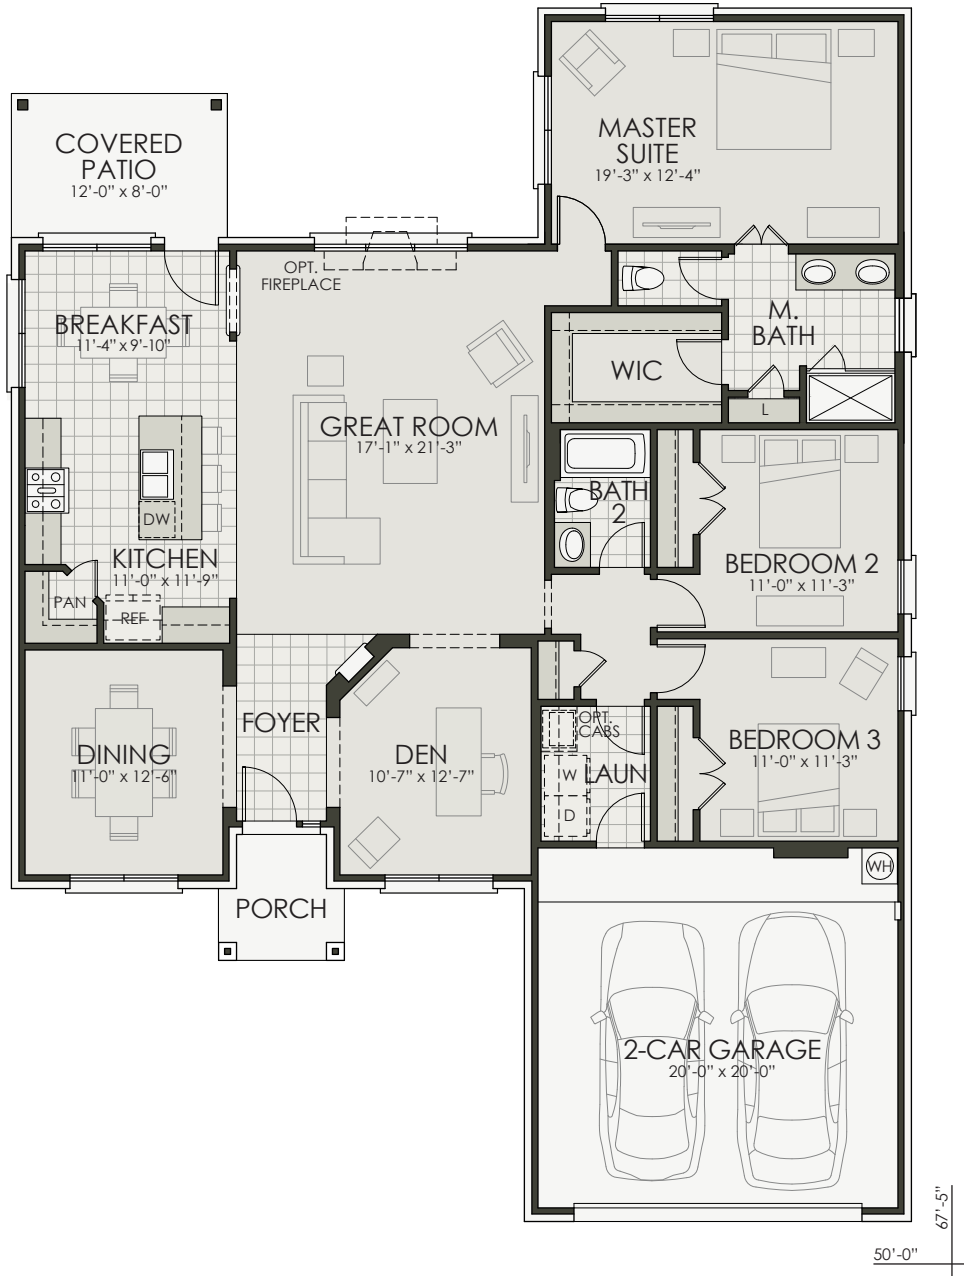 MASTER
SUITE
19'-3" x 12'-4"
COVERED
PATIO
12'-0" x 8'-0"
OPT.
FIREPLACE
BREAKFAST
11'-4" x 9'-10"
M.
BATH
WIC
L
GREAT ROOM
17'-1" x 21'-3"
BATH
2
DW
KITCHEN
11'-0" x 11'-9"
PAN
REF
BEDROOM 2
11'-0" x 11'-3"
FOYER
DINING
11'-0" x 12'-6"
DEN
10'-7" x 12'-7"
OPT.
CABS
W
LAUN
D
BEDROOM 3
11'-0" x 11'-3"
WH
PORCH
2-CAR GARAGE
20'-0" x 20'-0"
67'-5"
50'-0"